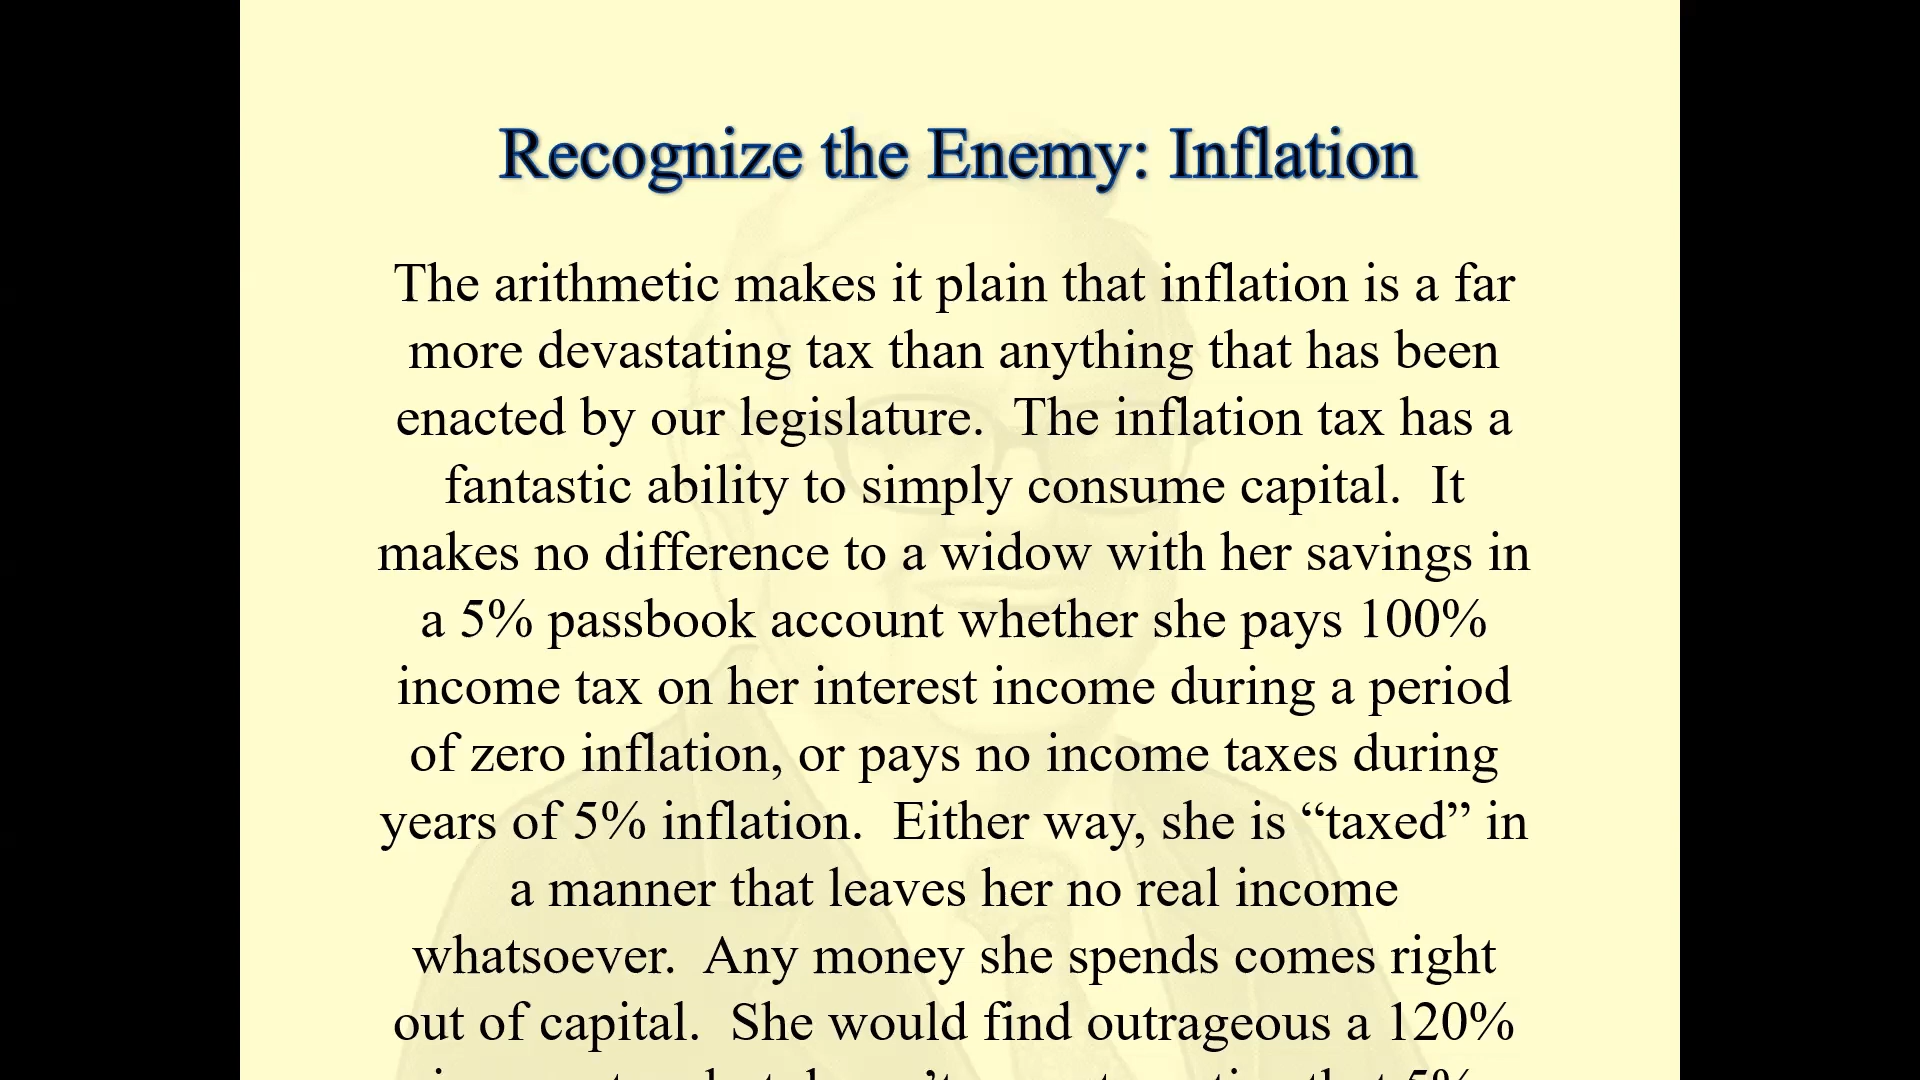 Recognize the Enemy: Inflation
The arithmetic makes it plain that inflation is a far
more devastating tax than anything that has been
enacted by our legislature.  The inflation tax has a
fantastic ability to simply consume capital.  It
makes no difference to a widow with her savings in
a 5% passbook account whether she pays 100%
income tax on her interest income during a period
of zero inflation, or pays no income taxes during
years of 5% inflation.  Either way, she is “taxed” in
a manner that leaves her no real income
whatsoever.  Any money she spends comes right
out of capital.  She would find outrageous a 120%